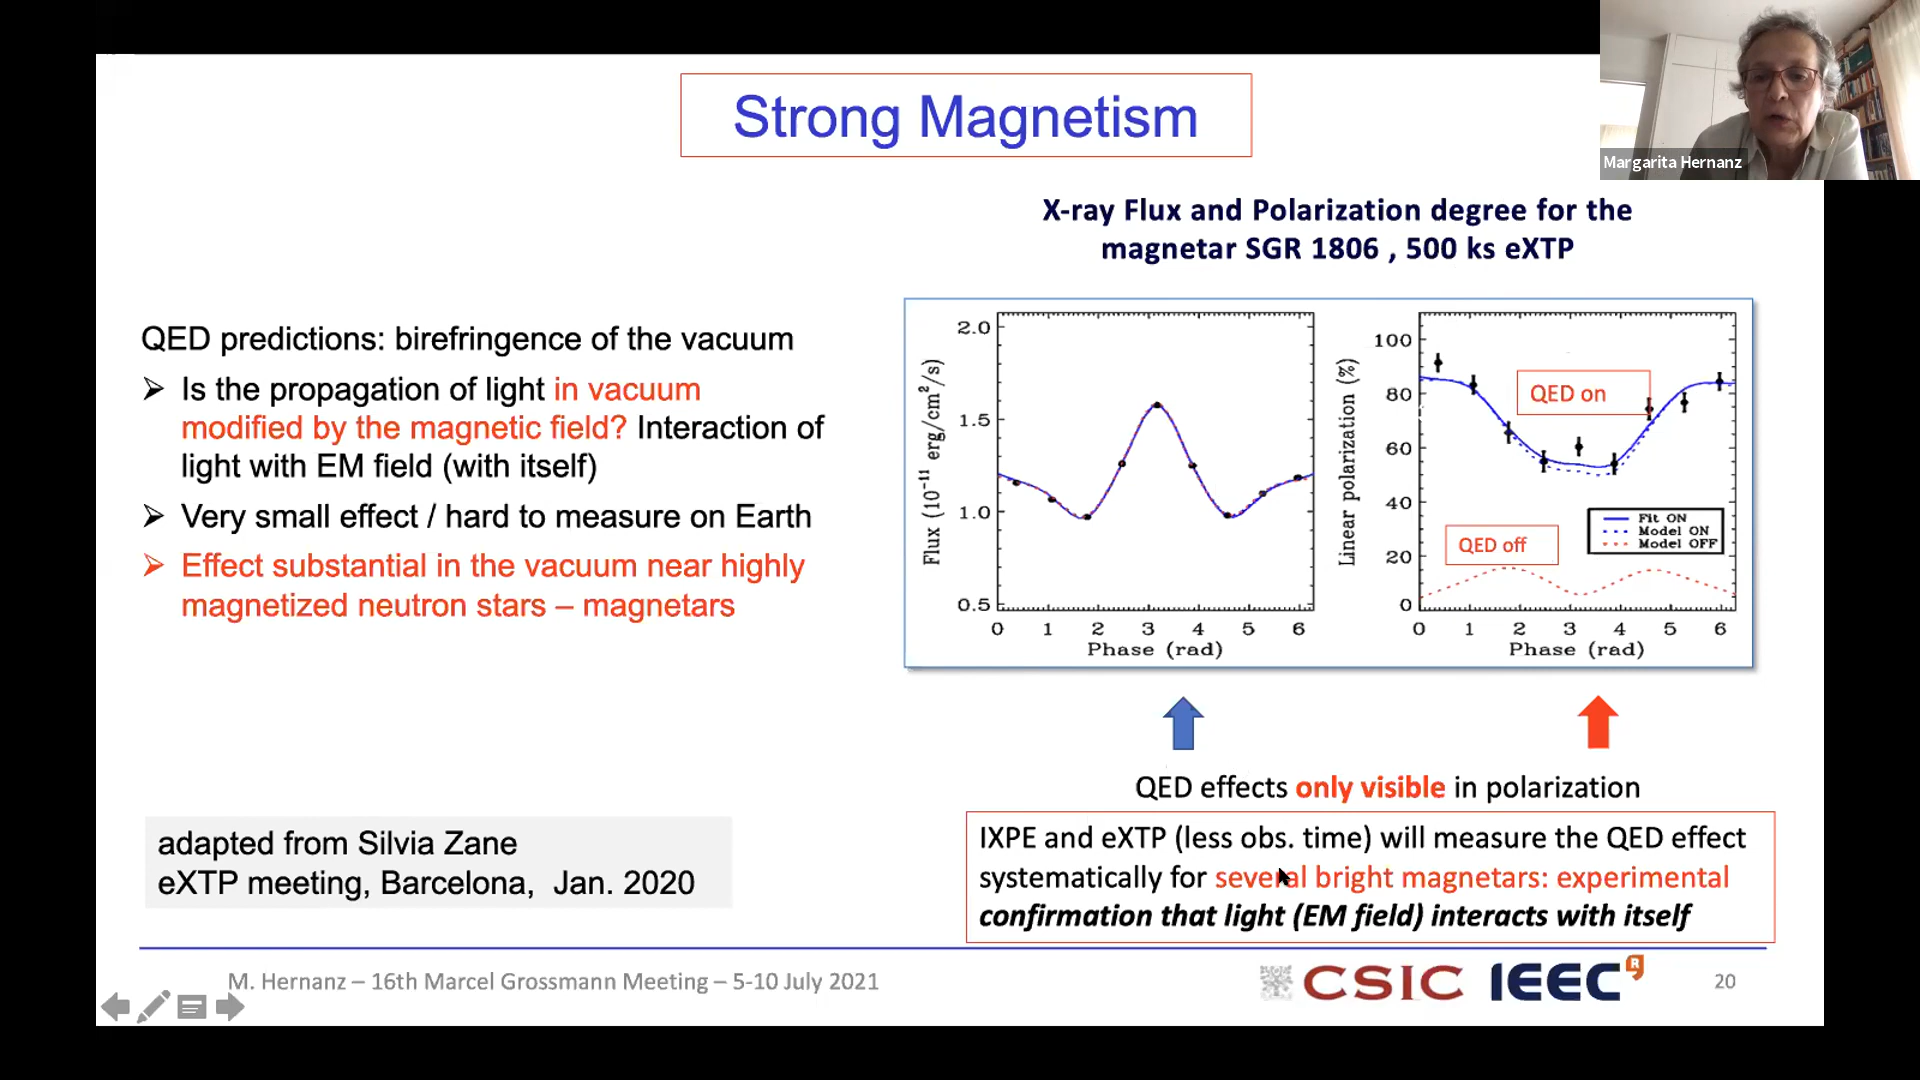 Strong Magnetism
Margarita Hernanz
X-ray Flux and Polarization degree for the
magnetar SGR 1806 , 500 ks eXTP
QED predictions: birefringence of the vacuum
➢ Is the propagation of light in vacuum
modified by the magnetic field? Interaction of
light with EM field (with itself)
➢ Very small effect / hard to measure on Earth
➢ Effect substantial in the vacuum near highly
magnetized neutron stars – magnetars
Flux (10⁻¹¹ erg/cm²/s)
2.0
1.5
1.0
0.5
0 1 2 3 4 5 6
Phase (rad)
Linear polarization (%)
100
80
60
40
20
0
QED on
QED off
Fit ON
Model ON
Model OFF
0 1 2 3 4 5 6
Phase (rad)
QED effects only visible in polarization
IXPE and eXTP (less obs. time) will measure the QED effect
systematically for several bright magnetars: experimental
confirmation that light (EM field) interacts with itself
adapted from Silvia Zane
eXTP meeting, Barcelona, Jan. 2020
M. Hernanz – 16th Marcel Grossmann Meeting – 5-10 July 2021
CSIC IEEC R
20